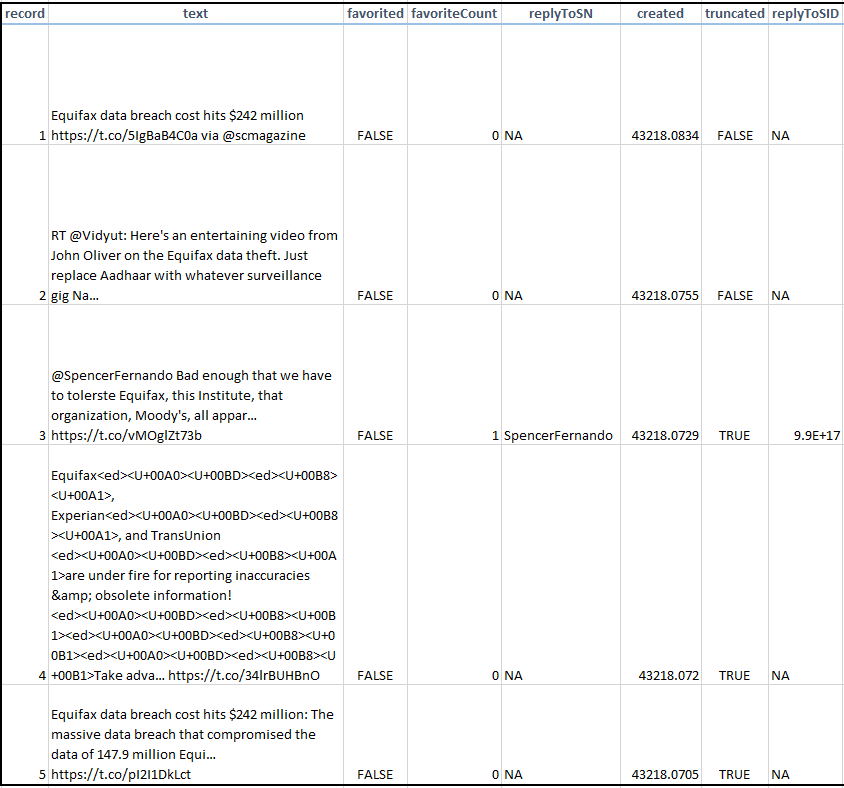 record text favorited favoriteCount replyToSN created truncated replyToSID
Equifax data breach cost hits $242 million
1 https://t.co/5IgBaB4C0a via @scmagazine FALSE 0 NA 43218.0834 FALSE NA
RT @Vidyut: Here's an entertaining video from
John Oliver on the Equifax data theft. Just
replace Aadhaar with whatever surveillance
2 gig Na… FALSE 0 NA 43218.0755 FALSE NA
@SpencerFernando Bad enough that we have
to tolerste Equifax, this Institute, that
organization, Moody's, all appar…
3 https://t.co/vMOglZt73b FALSE 1 SpencerFernando 43218.0729 TRUE 9.9E+17
Equifax<ed><U+00A0><U+00BD><ed><U+00B8>
<U+00A1>,
Experian<ed><U+00A0><U+00BD><ed><U+00B8
><U+00A1>, and TransUnion
<ed><U+00A0><U+00BD><ed><U+00B8><U+00A
1>are under fire for reporting inaccuracies
&amp; obsolete information!
<ed><U+00A0><U+00BD><ed><U+00B8><U+00B
1><ed><U+00A0><U+00BD><ed><U+00B8><U+0
0B1><ed><U+00A0><U+00BD><ed><U+00B8><U
4 +00B1>Take adva… https://t.co/34lrBUHBnO FALSE 0 NA 43218.072 TRUE NA
Equifax data breach cost hits $242 million: The
massive data breach that compromised the
data of 147.9 million Equi…
5 https://t.co/pI2I1DkLct FALSE 0 NA 43218.0705 TRUE NA